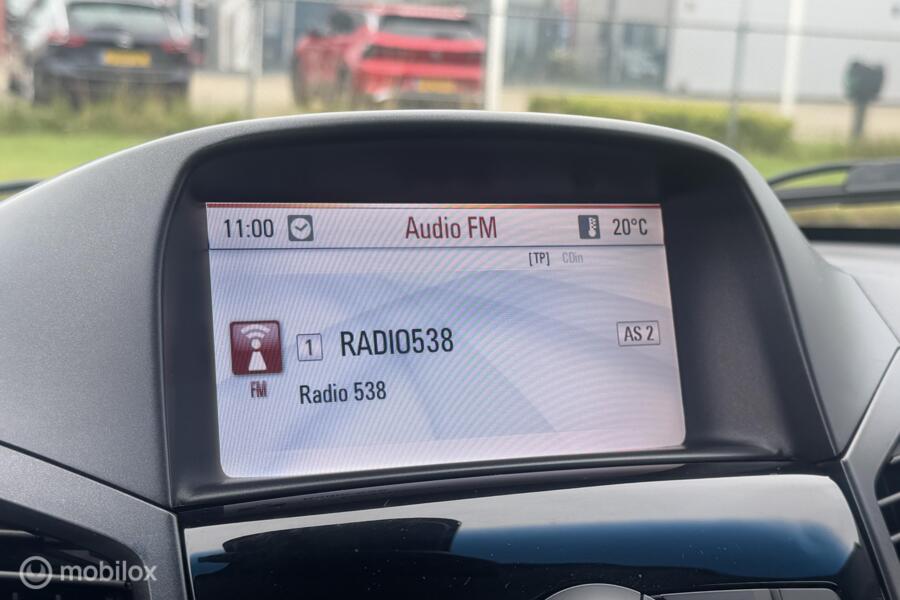 11:00 Audio FM 20°C
[TP] CDin
1 RADIO538 AS 2
FM Radio 538
mobilox